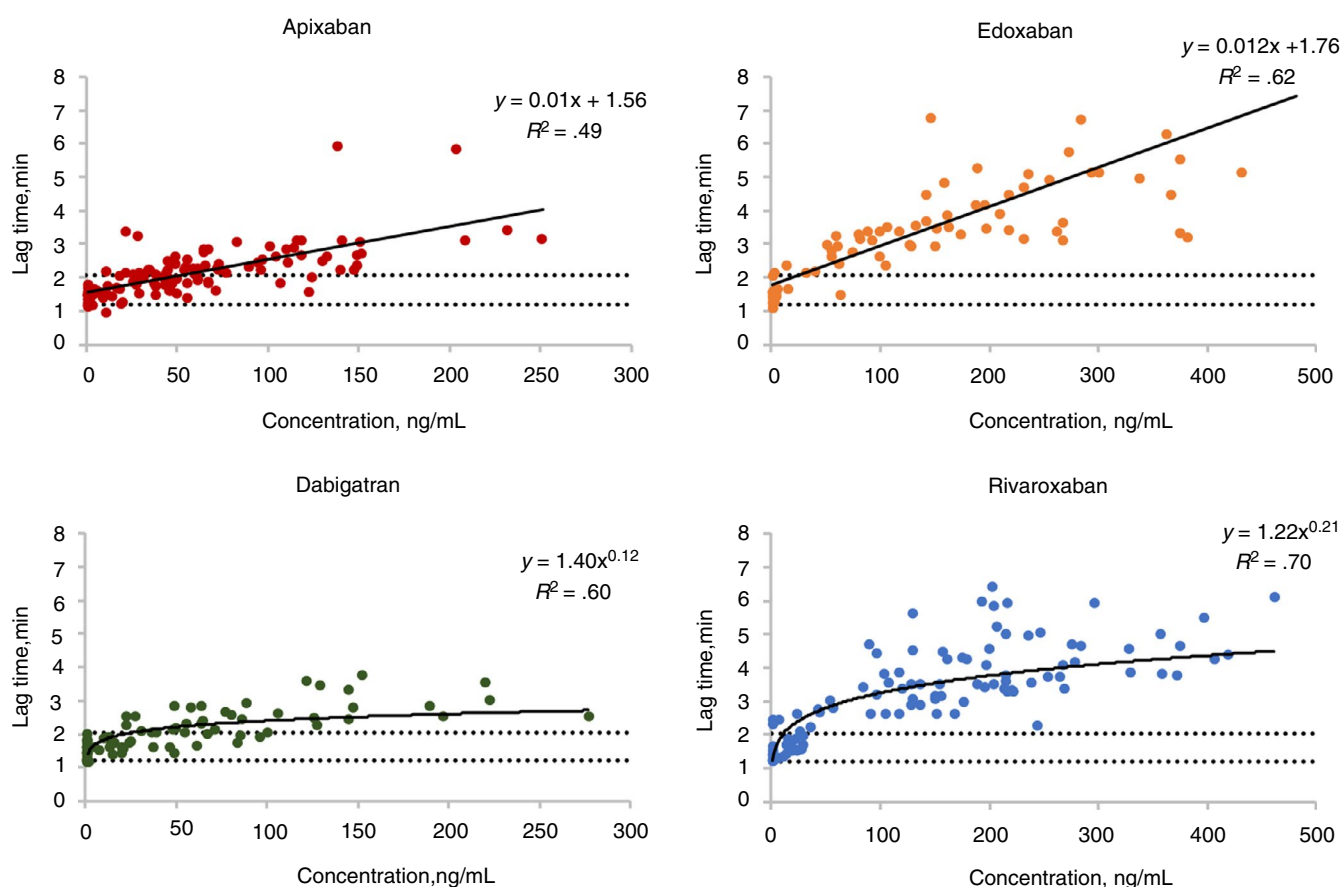 Apixaban
y = 0.01x + 1.56
R² = .49
Lag time,min
8
7
6
5
4
3
2
1
0
0 50 100 150 200 250 300
Concentration, ng/mL
Edoxaban
y = 0.012x +1.76
R² = .62
Lag time,min
8
7
6
5
4
3
2
1
0
0 100 200 300 400 500
Concentration, ng/mL
Dabigatran
y = 1.40x^0.12
R² = .60
Lag time,min
8
7
6
5
4
3
2
1
0
0 50 100 150 200 250 300
Concentration,ng/mL
Rivaroxaban
y = 1.22x^0.21
R² = .70
Lag time,min
8
7
6
5
4
3
2
1
0
0 100 200 300 400 500
Concentration, ng/mL